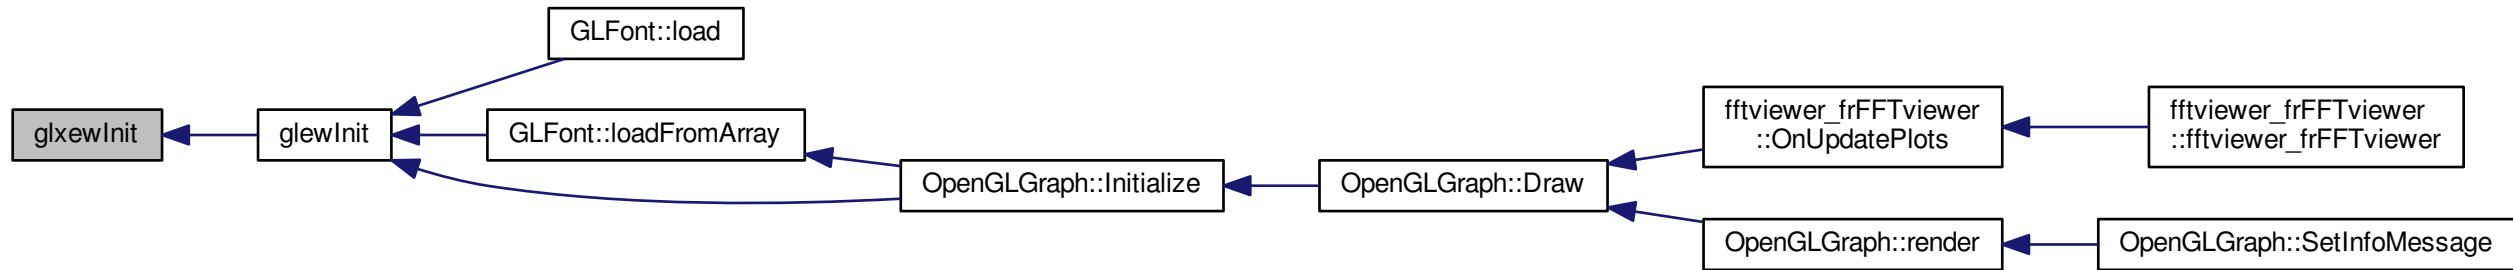 GLFont::load
glxewInit
glewInit
GLFont::loadFromArray
OpenGLGraph::Initialize
OpenGLGraph::Draw
fftviewer_frFFTviewer
::OnUpdatePlots
fftviewer_frFFTviewer
::fftviewer_frFFTviewer
OpenGLGraph::render
OpenGLGraph::SetInfoMessage